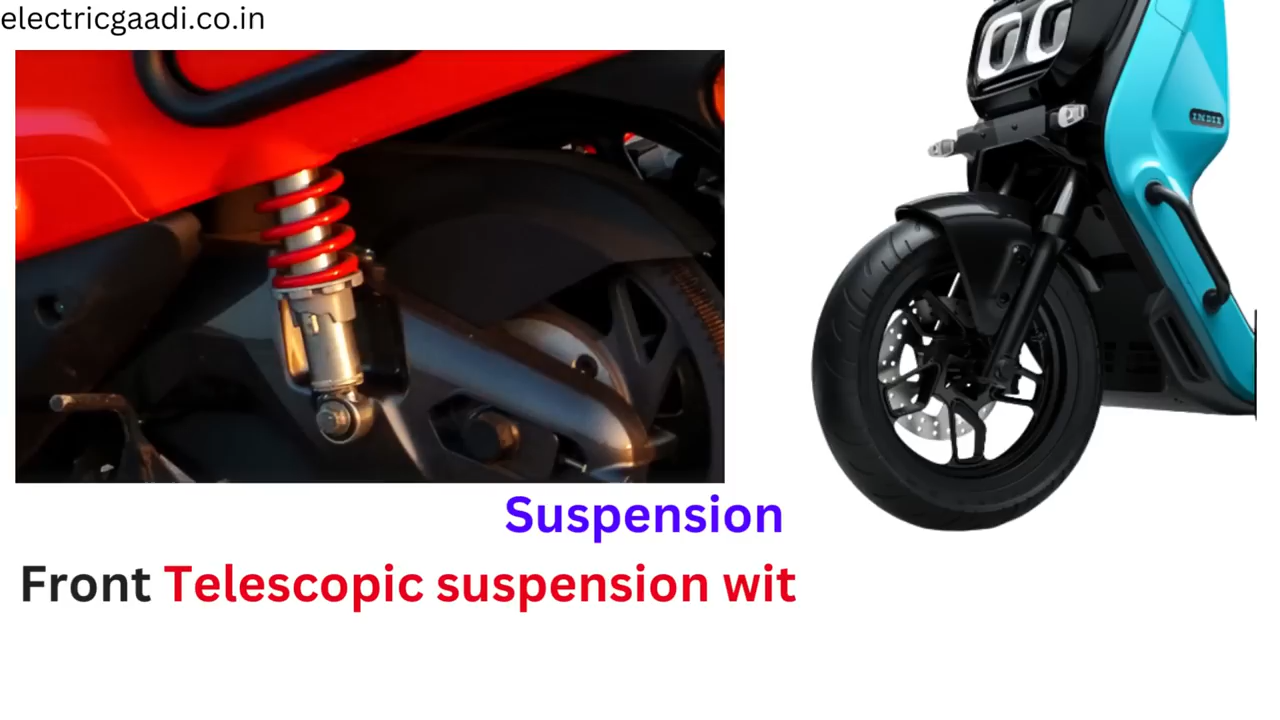 electricgaadi.co.in
INDIE
Suspension
Front Telescopic suspension wit